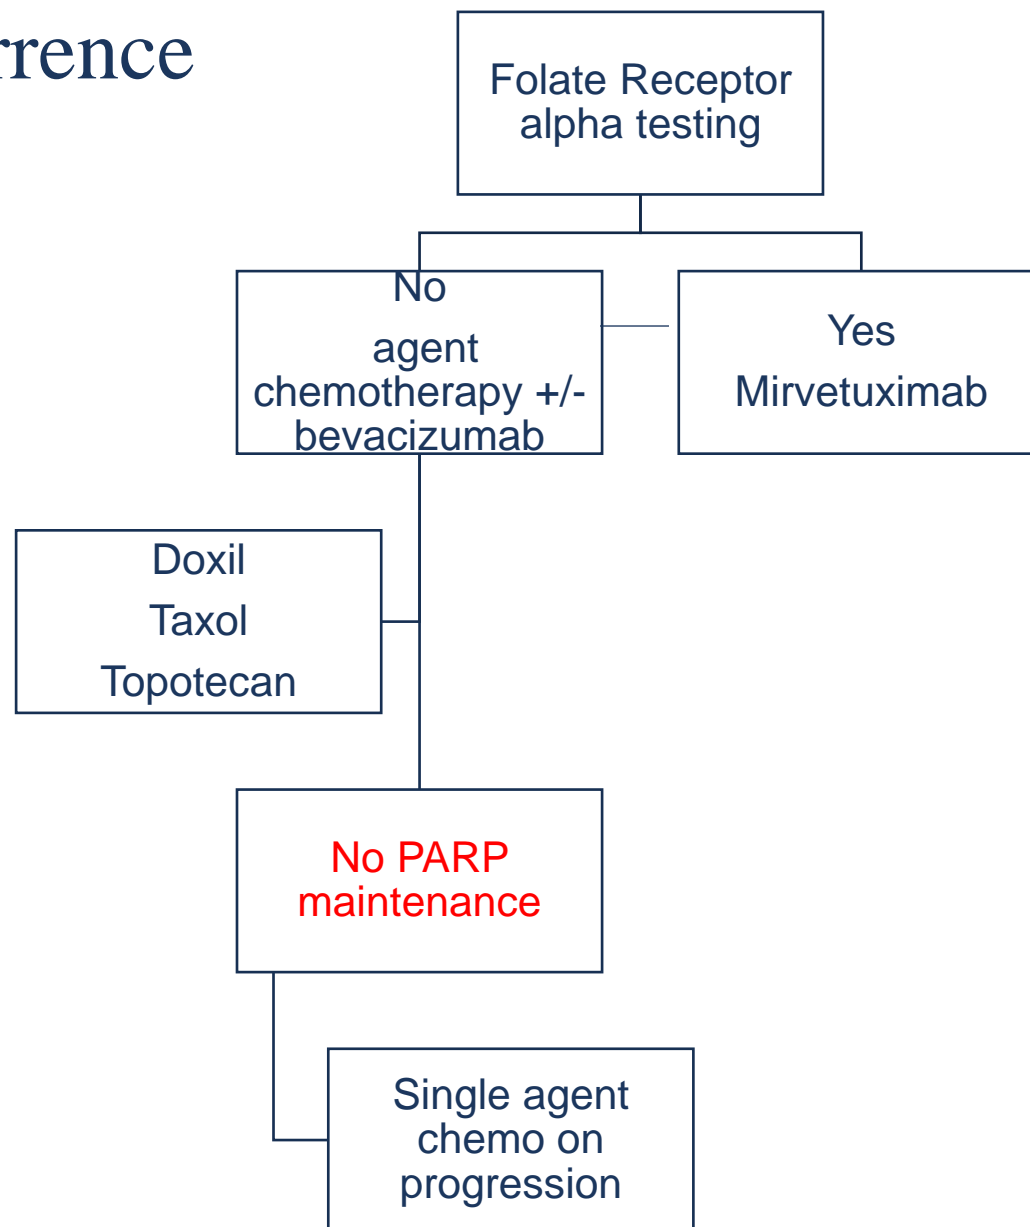 rrence
Folate Receptor
alpha testing
No
agent
chemotherapy +/-
bevacizumab
Yes
Mirvetuximab
Doxil
Taxol
Topotecan
No PARP
maintenance
Single agent
chemo on
progression